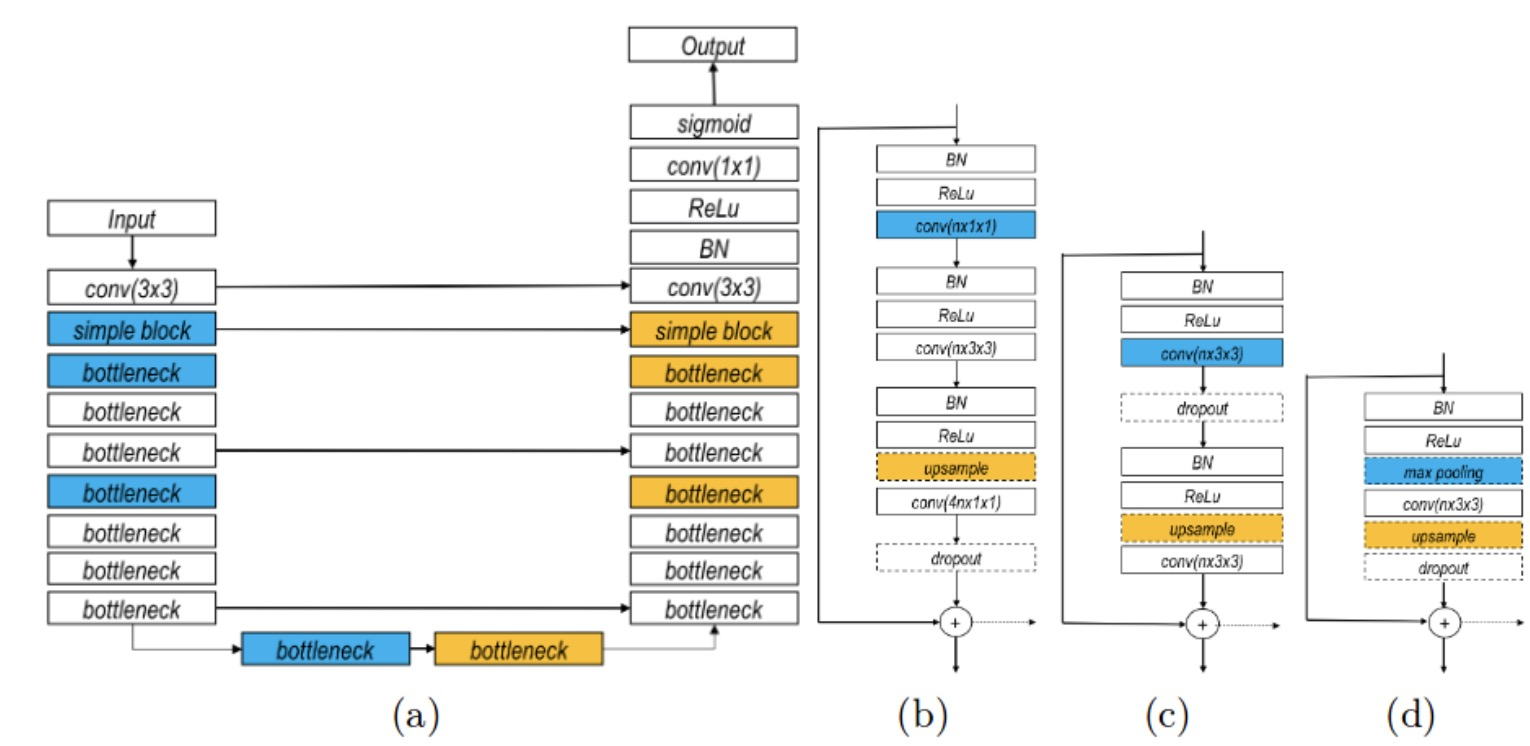 Input
conv(3x3)
simple block
bottleneck
bottleneck
bottleneck
bottleneck
bottleneck
bottleneck
bottleneck
bottleneck
bottleneck
Output
sigmoid
conv(1x1)
ReLu
BN
conv(3x3)
simple block
bottleneck
bottleneck
bottleneck
bottleneck
bottleneck
bottleneck
bottleneck
(a)
BN
ReLu
conv(nx1x1)
BN
ReLu
conv(nx3x3)
BN
ReLu
upsample
conv(4nx1x1)
dropout
+
(b)
BN
ReLu
conv(nx3x3)
dropout
BN
ReLu
upsample
conv(nx3x3)
+
(c)
BN
ReLu
max pooling
conv(nx3x3)
upsample
dropout
+
(d)